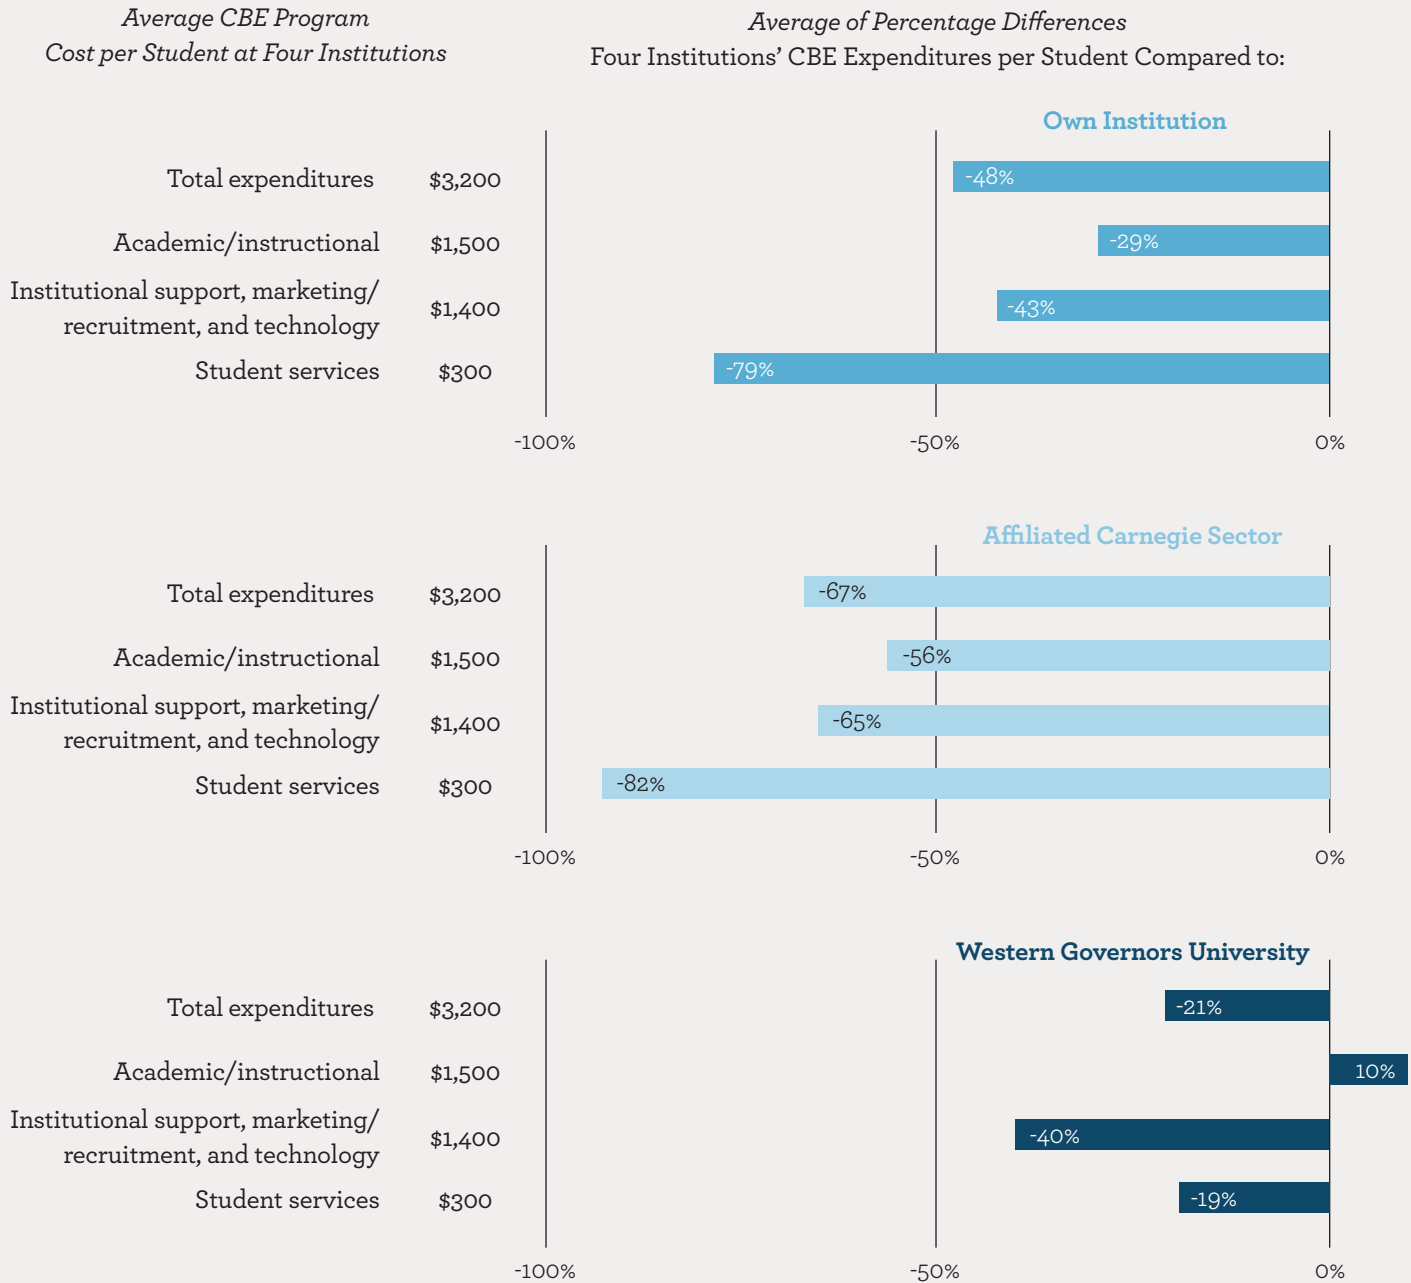 Average CBE Program
Cost per Student at Four Institutions
Average of Percentage Differences
Four Institutions' CBE Expenditures per Student Compared to:
Own Institution
Total expenditures $3,200 -48%
Academic/instructional $1,500 -29%
Institutional support, marketing/
recruitment, and technology $1,400 -43%
Student services $300 -79%
-100% -50% 0%
Affiliated Carnegie Sector
Total expenditures $3,200 -67%
Academic/instructional $1,500 -56%
Institutional support, marketing/
recruitment, and technology $1,400 -65%
Student services $300 -82%
-100% -50% 0%
Western Governors University
Total expenditures $3,200 -21%
Academic/instructional $1,500 10%
Institutional support, marketing/
recruitment, and technology $1,400 -40%
Student services $300 -19%
-100% -50% 0%